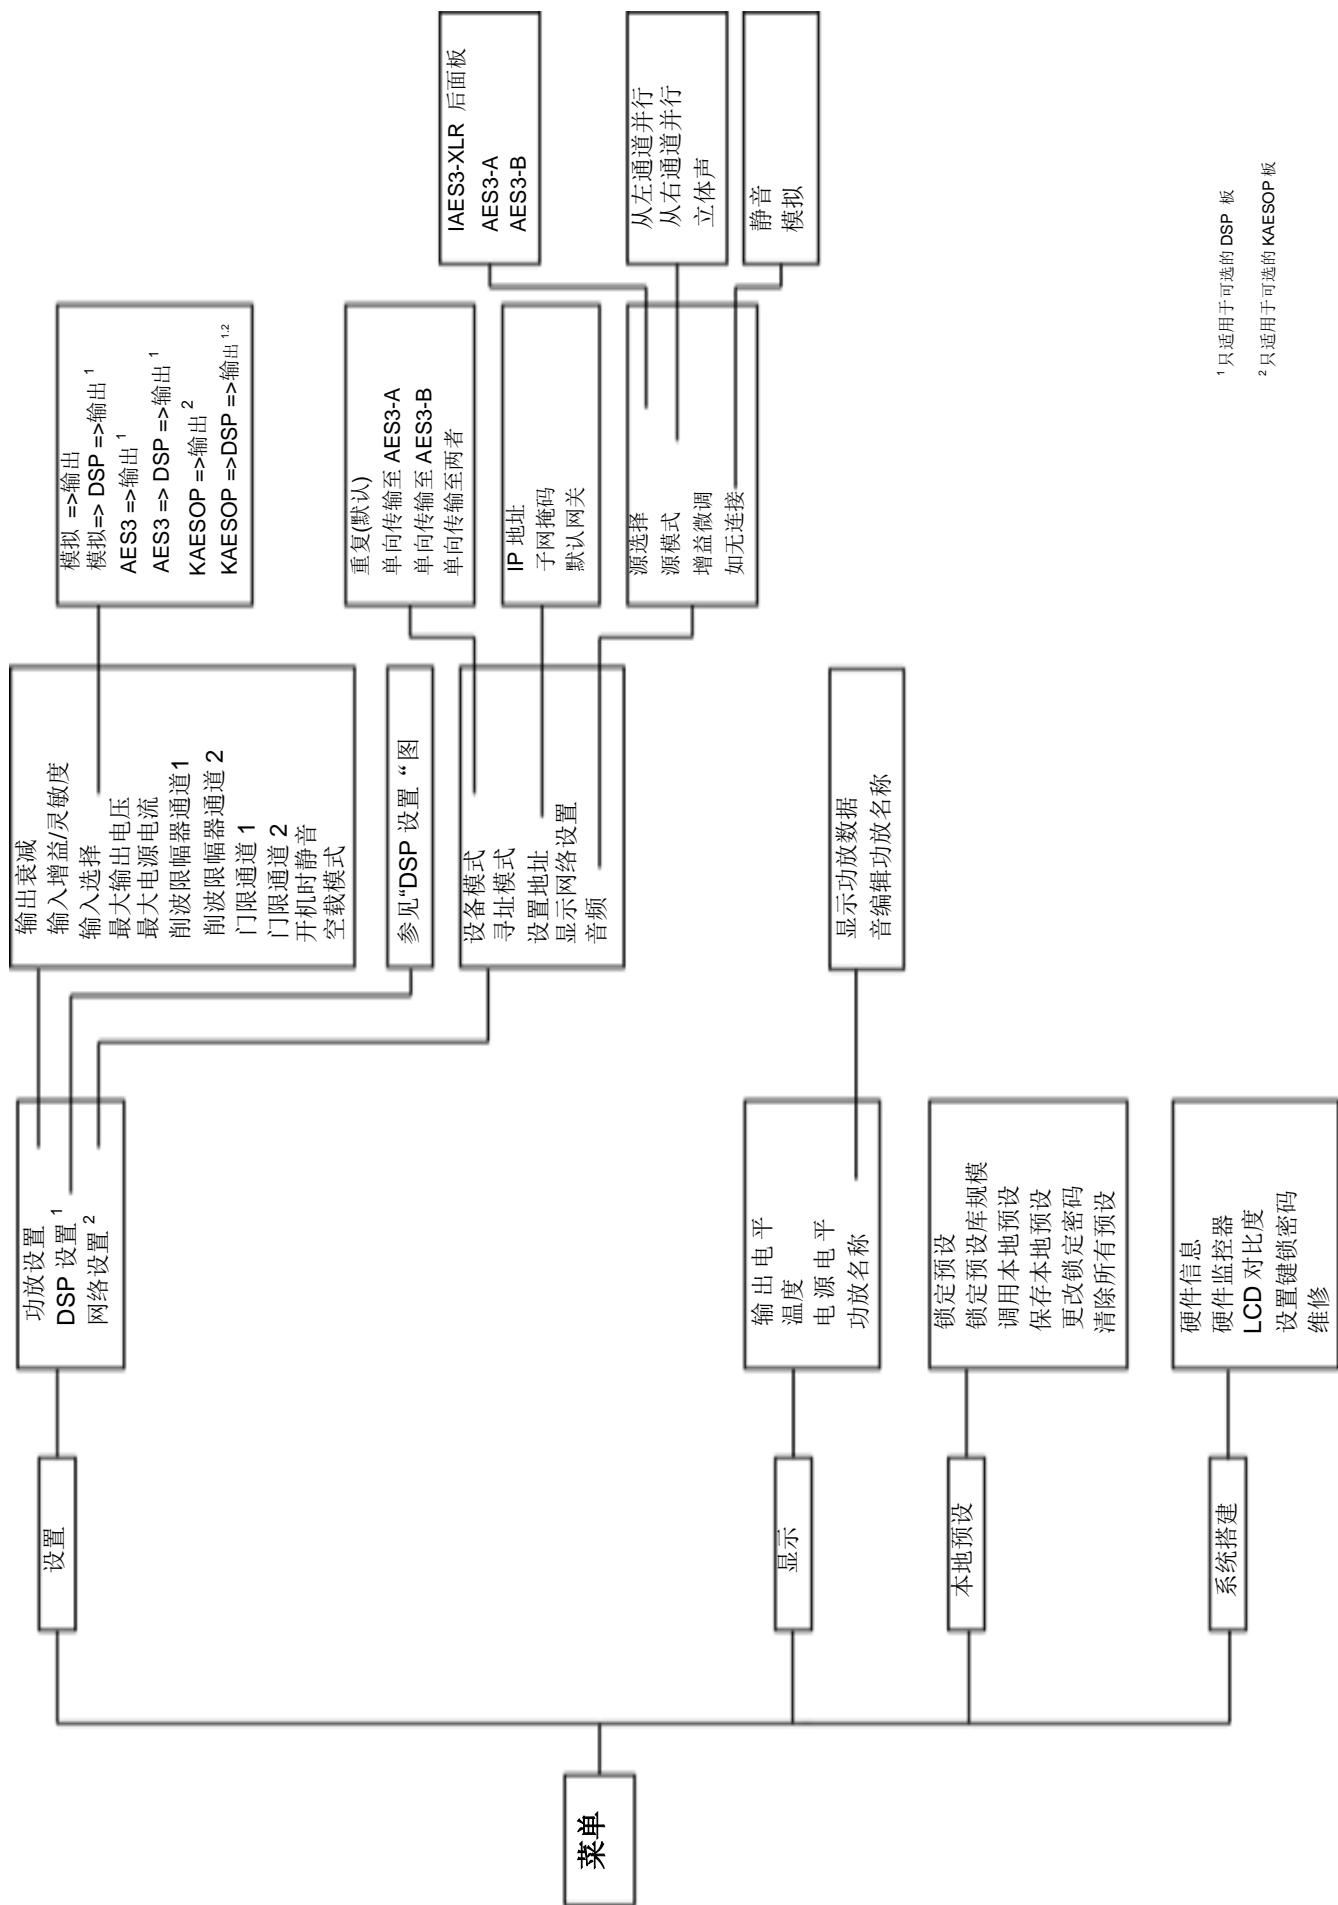 菜单
设置
功放设置
DSP 设置 1
网络设置 2
输出衰减
输入增益/灵敏度
输入选择
最大输出电压
最大电源电流
削波限幅器通道1
削波限幅器通道 2
门限通道 1
门限通道 2
开机时静音
空载模式
模拟 =>输出
模拟=> DSP =>输出 1
AES3 =>输出 1
AES3 => DSP =>输出 1
KAESOP =>输出 2
KAESOP =>DSP =>输出 1,2
参见“DSP 设置 “图
设备模式
寻址模式
设置地址
显示网络设置
音频
重复(默认)
单向传输至 AES3-A
单向传输至 AES3-B
单向传输至两者
IP 地址
子网掩码
默认网关
源选择
源模式
增益微调
如无连接
IAES3-XLR 后面板
AES3-A
AES3-B
从左通道并行
从右通道并行
立体声
静音
模拟
显示
输 出 电 平
温度
电 源 电 平
功放名称
显示功放数据
音编辑功放名称
本地预设
锁定预设
锁定预设库规模
调用本地预设
保存本地预设
更改锁定密码
清除所有预设
系统搭建
硬件信息
硬件监控器
LCD 对比度
设置键锁密码
维修
1 只适用于可选的 DSP 板
2 只适用于可选的 KAESOP 板